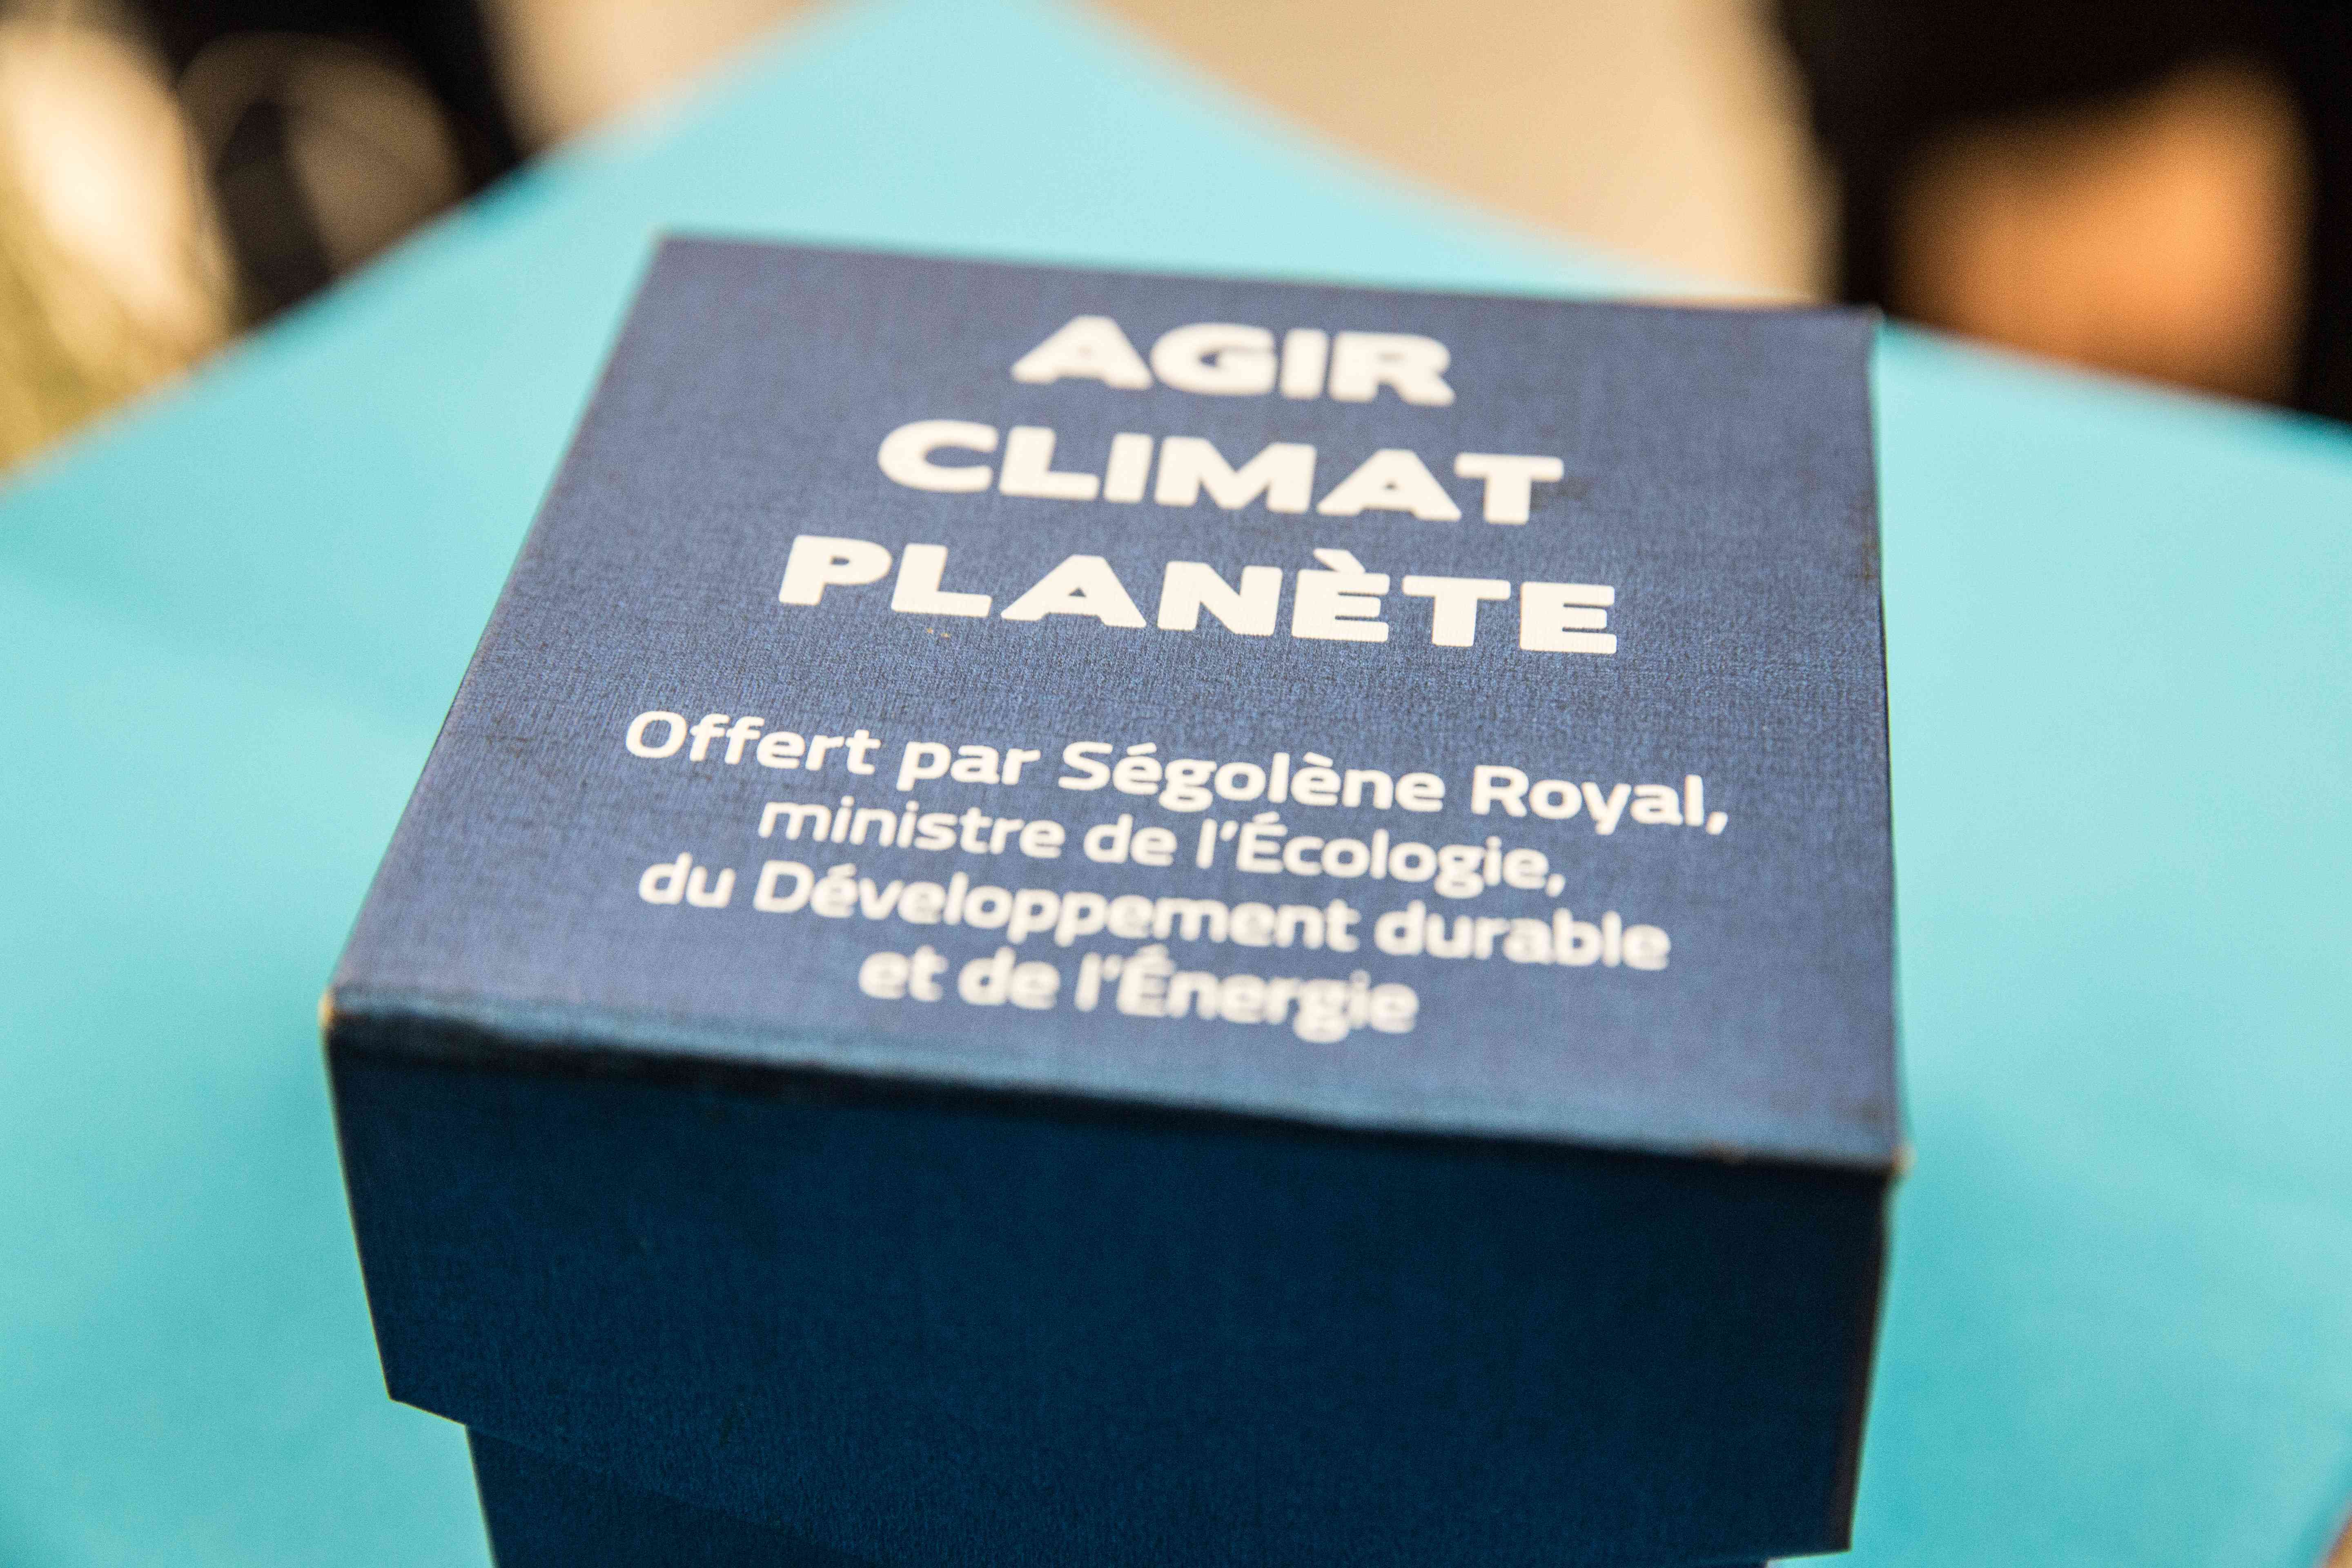 AGIR
CLIMAT
PLANÈTE
Offert par Ségolène Royal,
ministre de l'Écologie,
du Développement durable
et de l'Énergie